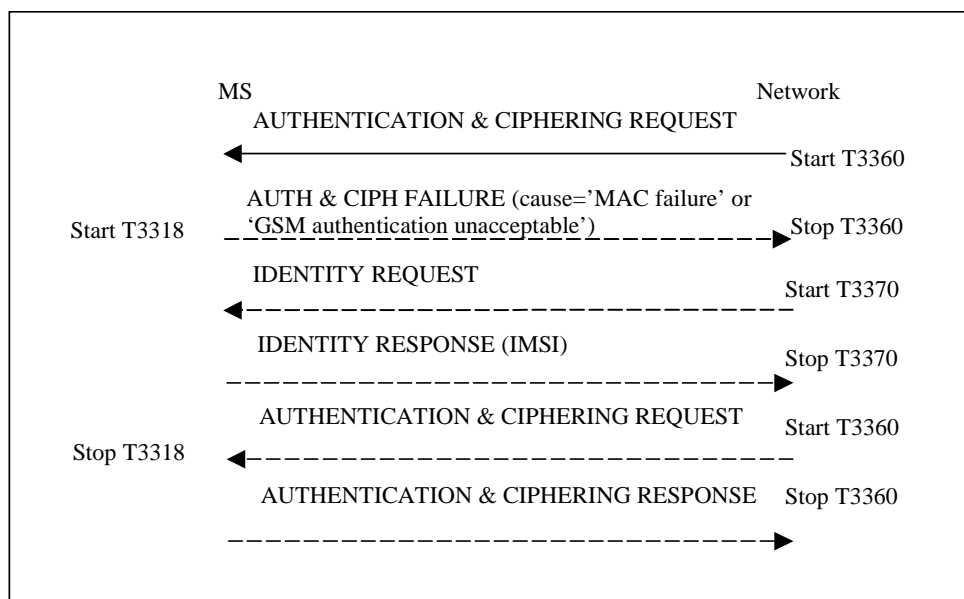 MS
Network
AUTHENTICATION & CIPHERING REQUEST
Start T3360
AUTH & CIPH FAILURE (cause=’MAC failure’ or
‘GSM authentication unacceptable’)
Start T3318
Stop T3360
IDENTITY REQUEST
Start T3370
IDENTITY RESPONSE (IMSI)
Stop T3370
AUTHENTICATION & CIPHERING REQUEST
Start T3360
Stop T3318
AUTHENTICATION & CIPHERING RESPONSE
Stop T3360